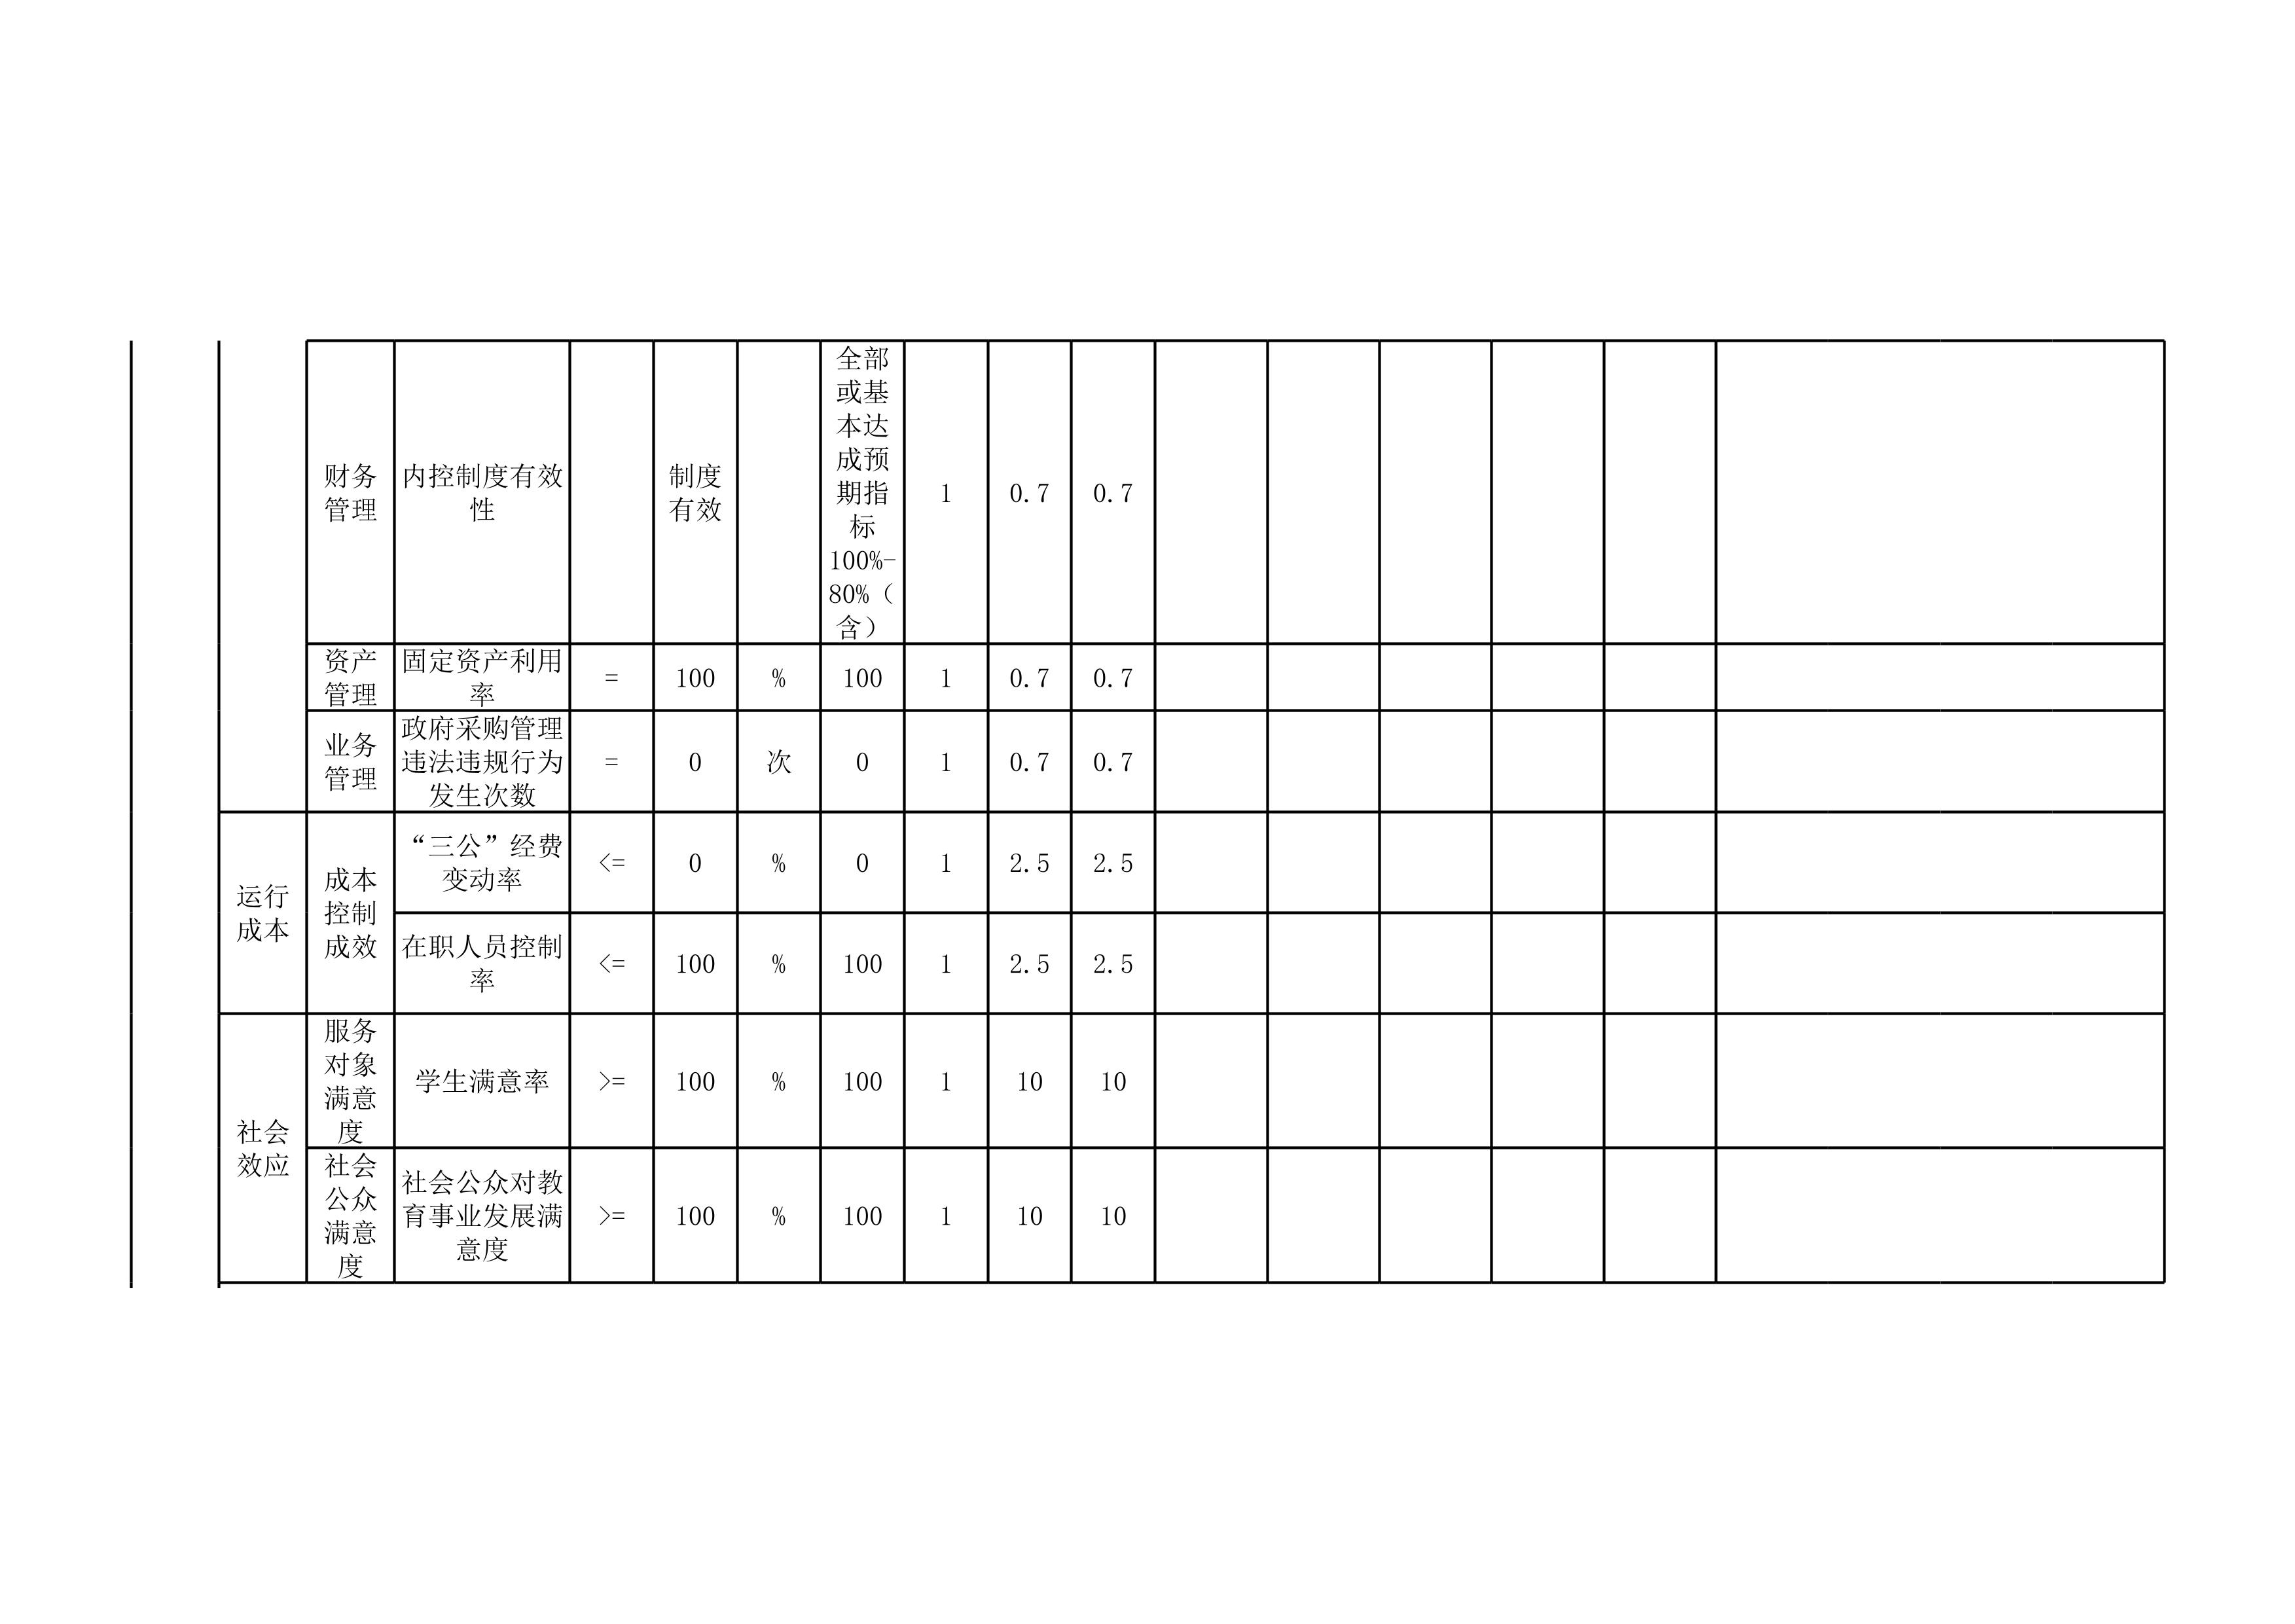 财务
管理
内控制度有效
性
制度
有效
全部
或基
本达
成预
期指
标
100%-
80%（
含）
1
0.7
0.7
资产
管理
固定资产利用
率
=
100
%
100
1
0.7
0.7
业务
管理
政府采购管理
违法违规行为
发生次数
=
0
次
0
1
0.7
0.7
运行
成本
成本
控制
成效
“三公”经费
变动率
<=
0
%
0
1
2.5
2.5
在职人员控制
率
<=
100
%
100
1
2.5
2.5
社会
效应
服务
对象
满意
度
学生满意率
>=
100
%
100
1
10
10
社会
公众
满意
度
社会公众对教
育事业发展满
意度
>=
100
%
100
1
10
10